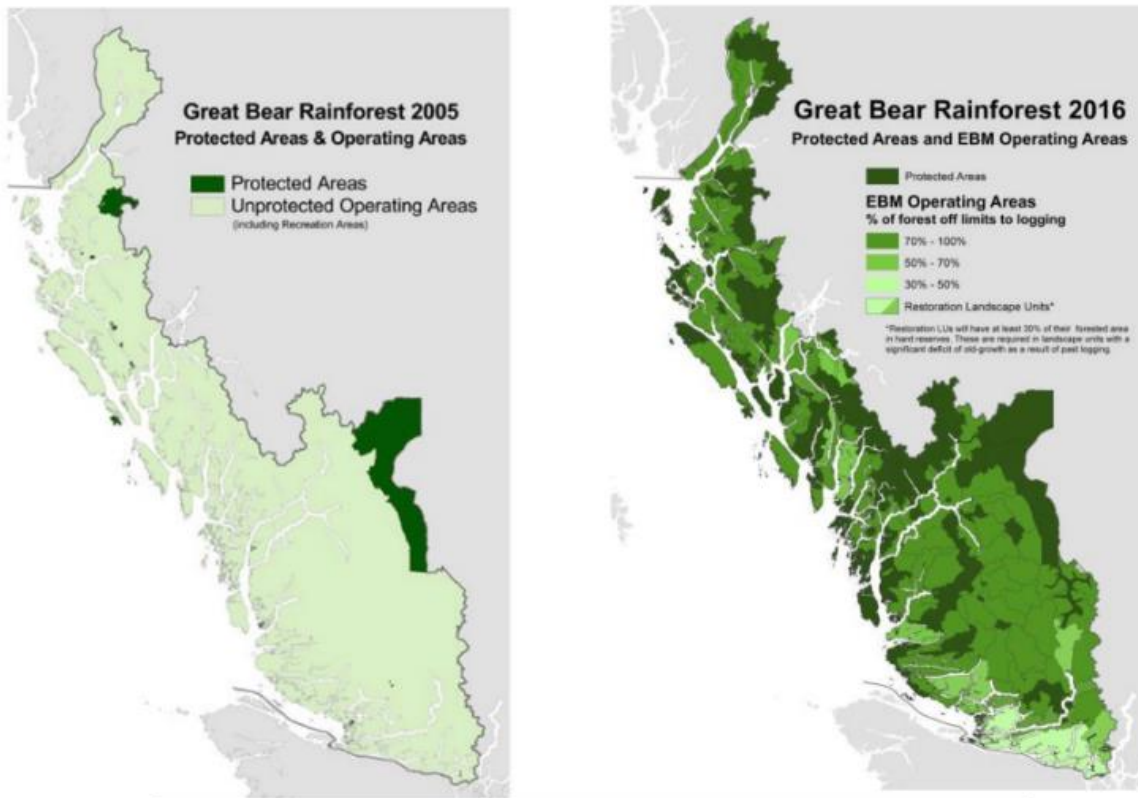 Great Bear Rainforest 2005
Protected Areas & Operating Areas
Protected Areas
Unprotected Operating Areas
(including Recreation Areas)
Great Bear Rainforest 2016
Protected Areas and EBM Operating Areas
Protected Areas
EBM Operating Areas
% of forest off limits to logging
70% - 100%
50% - 70%
30% - 50%
Restoration Landscape Units*
*Restoration LUs will have at least 30% of their forested area
in hard reserves. These are required in landscape units with a
significant deficit of old-growth as a result of past logging.